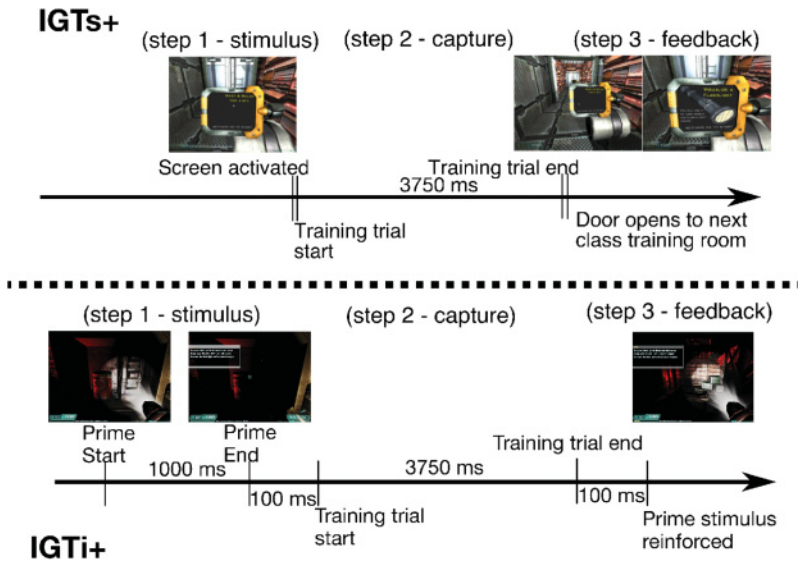 IGTs+
(step 1 - stimulus)
(step 2 - capture)
(step 3 - feedback)
Screen activated
Training trial end
3750 ms
Training trial
start
Door opens to next
class training room
(step 1 - stimulus)
(step 2 - capture)
(step 3 - feedback)
Prime
Start
Prime
End
Training trial end
1000 ms
3750 ms
100 ms
100 ms
Training trial
start
Prime stimulus
reinforced
IGTi+